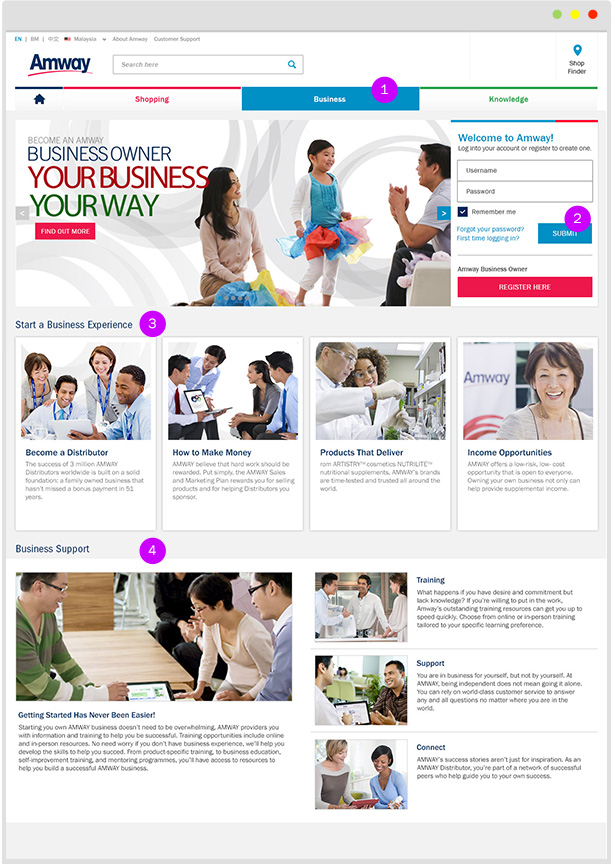 EN | BM | 中文 Malaysia About Amway Customer Support
Amway
Search here
Shop
Finder
Shopping
Business
1
Knowledge
BECOME AN AMWAY
BUSINESS OWNER
YOUR BUSINESS
YOUR WAY
FIND OUT MORE
<
>
Welcome to Amway!
Log into your account or register to create one.
Username
Password
Remember me
2
Forgot your password?
First time logging in?
SUBMIT
Amway Business Owner
REGISTER HERE
Start a Business Experience
3
Become a Distributor
The success of 3 million AMWAY
Distributors worldwide is built on a solid
foundation; a family owned business that
hasn't missed a bonus payment in 51
years.
How to Make Money
AMWAY believe that hard work should be
rewarded. Put simply, the AMWAY Sales
and Marketing Plan rewards you for selling
products and for helping Distributors you
sponsor.
Products That Deliver
rom ARTISTRY™ cosmetics NUTRILITE™
nutritional supplements, AMWAY's brands
are time-tested and trusted all around the
world.
Amway
Income Opportunities
AMWAY offers a low-risk, low- cost
opportunity that is open to everyone.
Owning your own business not only can
help provide supplemental income.
Business Support
4
Getting Started Has Never Been Easier!
Starting you own AMWAY business doesn't need to be overwhelming. AMWAY provides you
with information and training to help you be successful. Training opportunities include online
and in-person resources. No need worry if you don't have business experience, we'll help you
develop the skills to help you succed. From product-specific training, to business education,
self-improvement training, and mentoring programmes, you'll have access to resources to
help you build a successful AMWAY business.
Training
What happens if you have desire and commitment but
lack knowledge? If you're willing to put in the work,
Amway's outstanding training resources can get you up to
speed quickly. Choose from online or in-person training
tailored to your specific learning preference.
Support
You are in business for yourself, but not by yourself. At
AMWAY, being independent does not mean going it alone.
You can rely on world-class customer service to answer
any and all questions no matter where you are in the
world.
Connect
AMWAY's success stories aren't just for inspiration. As an
AMWAY Distributor, you're part of a network of successful
peers who help guide you to your own success.